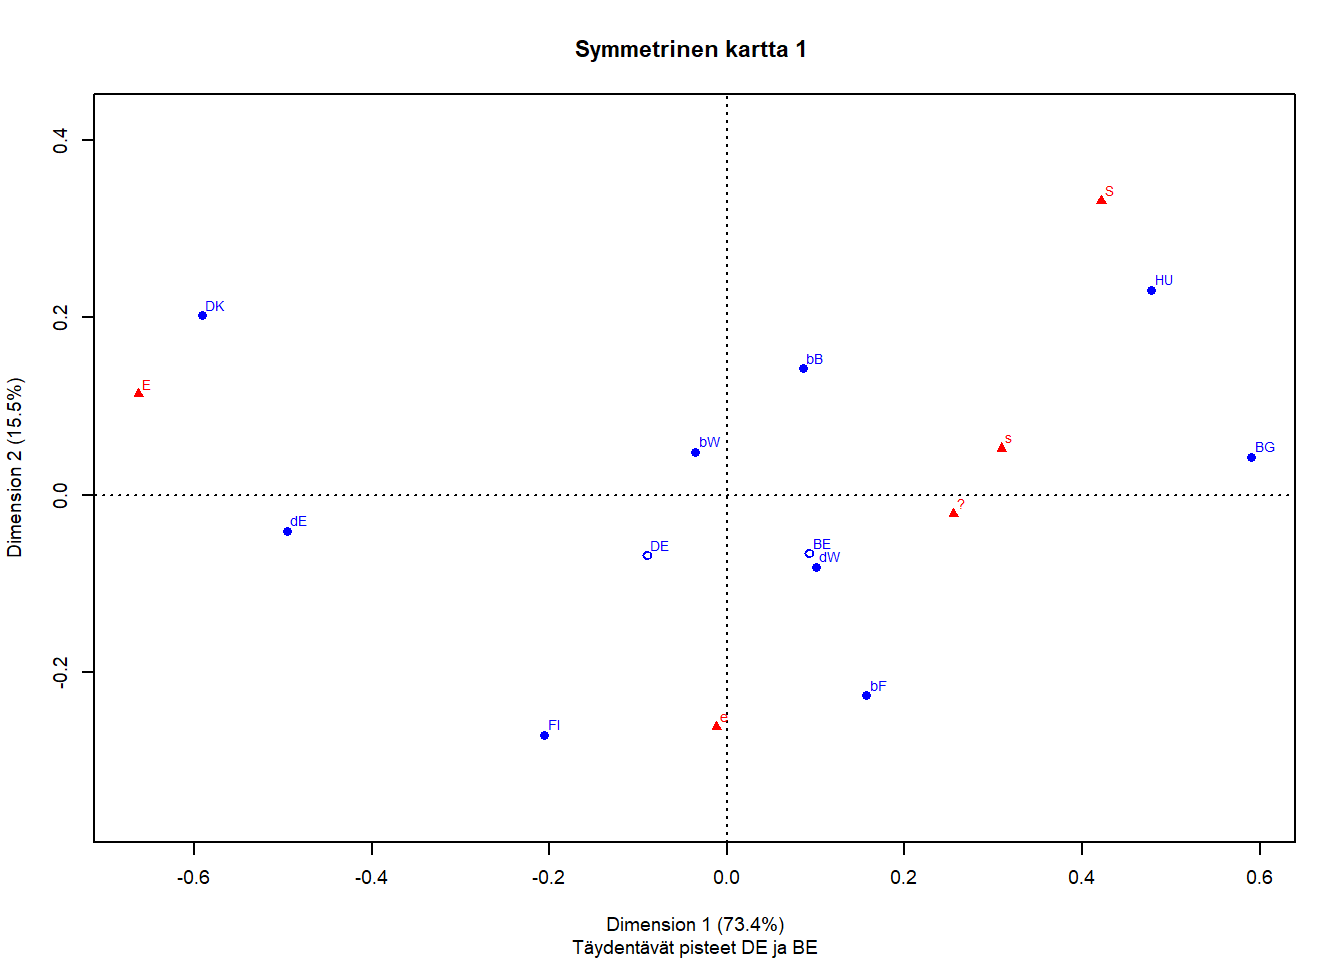 Symmetrinen kartta 1
Dimension 2 (15.5%)
0.4
0.2
0.0
-0.2
S
HU
DK
bB
E
bW
s
BG
?
dE
DE
BE
dW
bF
e
FI
-0.6
-0.4
-0.2
0.0
0.2
0.4
0.6
Dimension 1 (73.4%)
Täydentävät pisteet DE ja BE